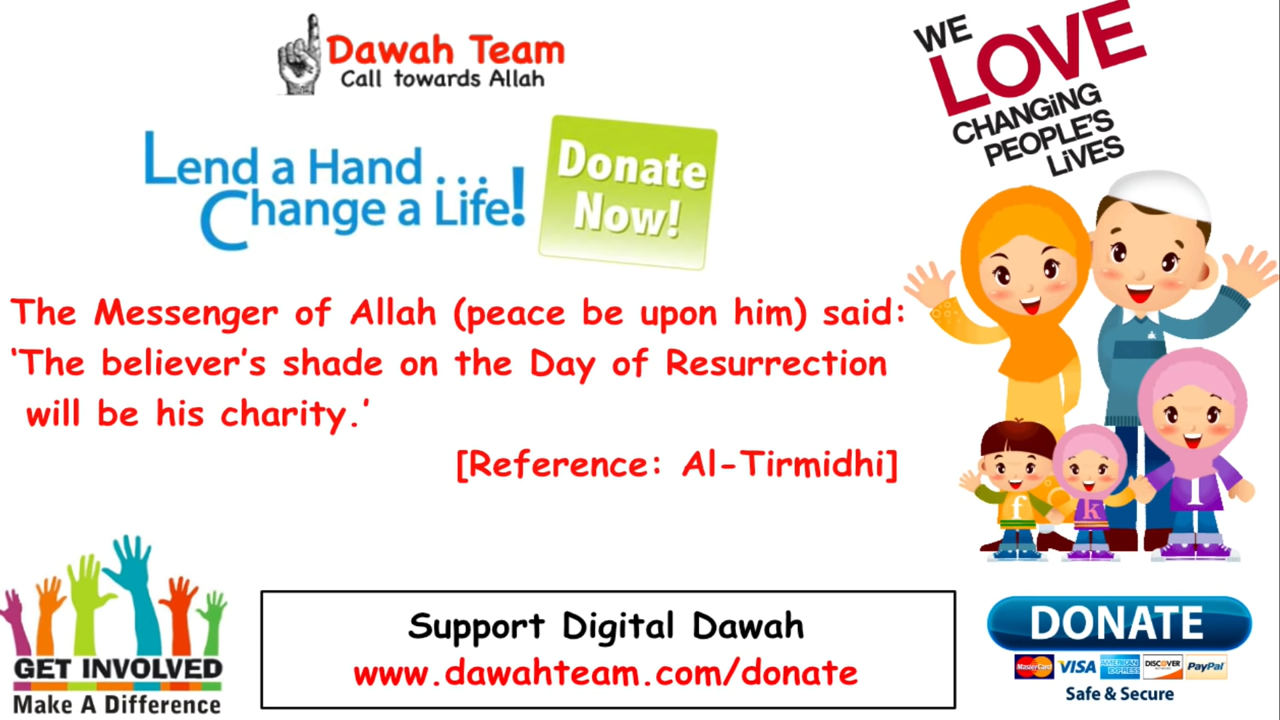 Dawah Team
Call towards Allah
WE
LOVE
CHANGiNG
PEOPLE'S
LiVES
Lend a Hand . . .
Change a Life!
Donate
Now!
The Messenger of Allah (peace be upon him) said:
‘The believer’s shade on the Day of Resurrection
will be his charity.’
[Reference: Al-Tirmidhi]
f
k
l
GET INVOLVED
Make A Difference
Support Digital Dawah
www.dawahteam.com/donate
DONATE
MasterCard VISA AMERICAN EXPRESS DISCOVER PayPal
Safe & Secure